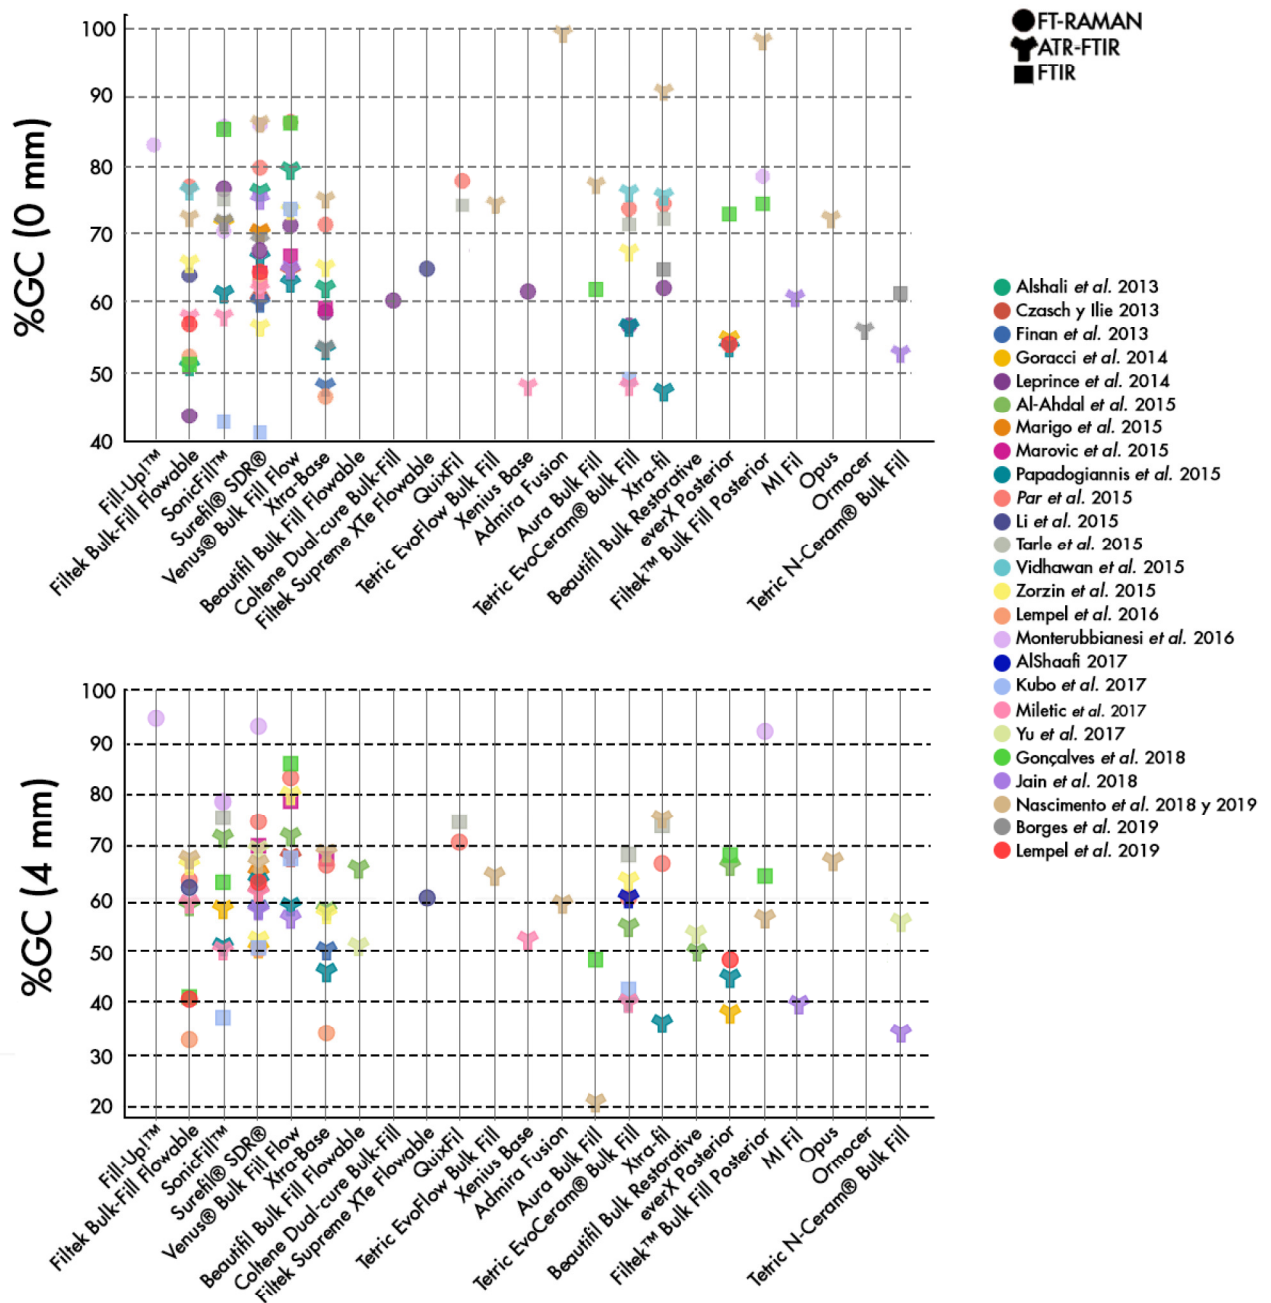 %GC (0 mm)
100
90
80
70
60
50
40
Fill-Up!™
Filtek Bulk-Fill Flowable
SonicFill™
Surefil® SDR®
Venus® Bulk Fill Flow
Xtra-Base
Beautifil Bulk Fill Flowable
Coltene Dual-cure Bulk-Fill
Filtek Supreme XTe Flowable
QuixFil
Tetric EvoFlow Bulk Fill
Xenius Base
Admira Fusion
Aura Bulk Fill
Tetric EvoCeram® Bulk Fill
Xtra-fil
Beautifil Bulk Restorative
everX Posterior
Filtek™ Bulk Fill Posterior
MI Fil
Opus
Ormocer
Tetric N-Ceram® Bulk Fill
FT-RAMAN
ATR-FTIR
FTIR
Alshali et al. 2013
Czasch y Ilie 2013
Finan et al. 2013
Goracci et al. 2014
Leprince et al. 2014
Al-Ahdal et al. 2015
Marigo et al. 2015
Marovic et al. 2015
Papadogiannis et al. 2015
Par et al. 2015
Li et al. 2015
Tarle et al. 2015
Vidhawan et al. 2015
Zorzin et al. 2015
Lempel et al. 2016
Monterubbianesi et al. 2016
AlShaafi 2017
Kubo et al. 2017
Miletic et al. 2017
Yu et al. 2017
Gonçalves et al. 2018
Jain et al. 2018
Nascimento et al. 2018 y 2019
Borges et al. 2019
Lempel et al. 2019
%GC (4 mm)
100
90
80
70
60
50
40
30
20
Fill-Up!™
Filtek Bulk-Fill Flowable
SonicFill™
Surefil® SDR®
Venus® Bulk Fill Flow
Xtra-Base
Beautifil Bulk Fill Flowable
Coltene Dual-cure Bulk-Fill
Filtek Supreme XTe Flowable
QuixFil
Tetric EvoFlow Bulk Fill
Xenius Base
Admira Fusion
Aura Bulk Fill
Tetric EvoCeram® Bulk Fill
Xtra-fil
Beautifil Bulk Restorative
everX Posterior
Filtek™ Bulk Fill Posterior
MI Fil
Opus
Ormocer
Tetric N-Ceram® Bulk Fill